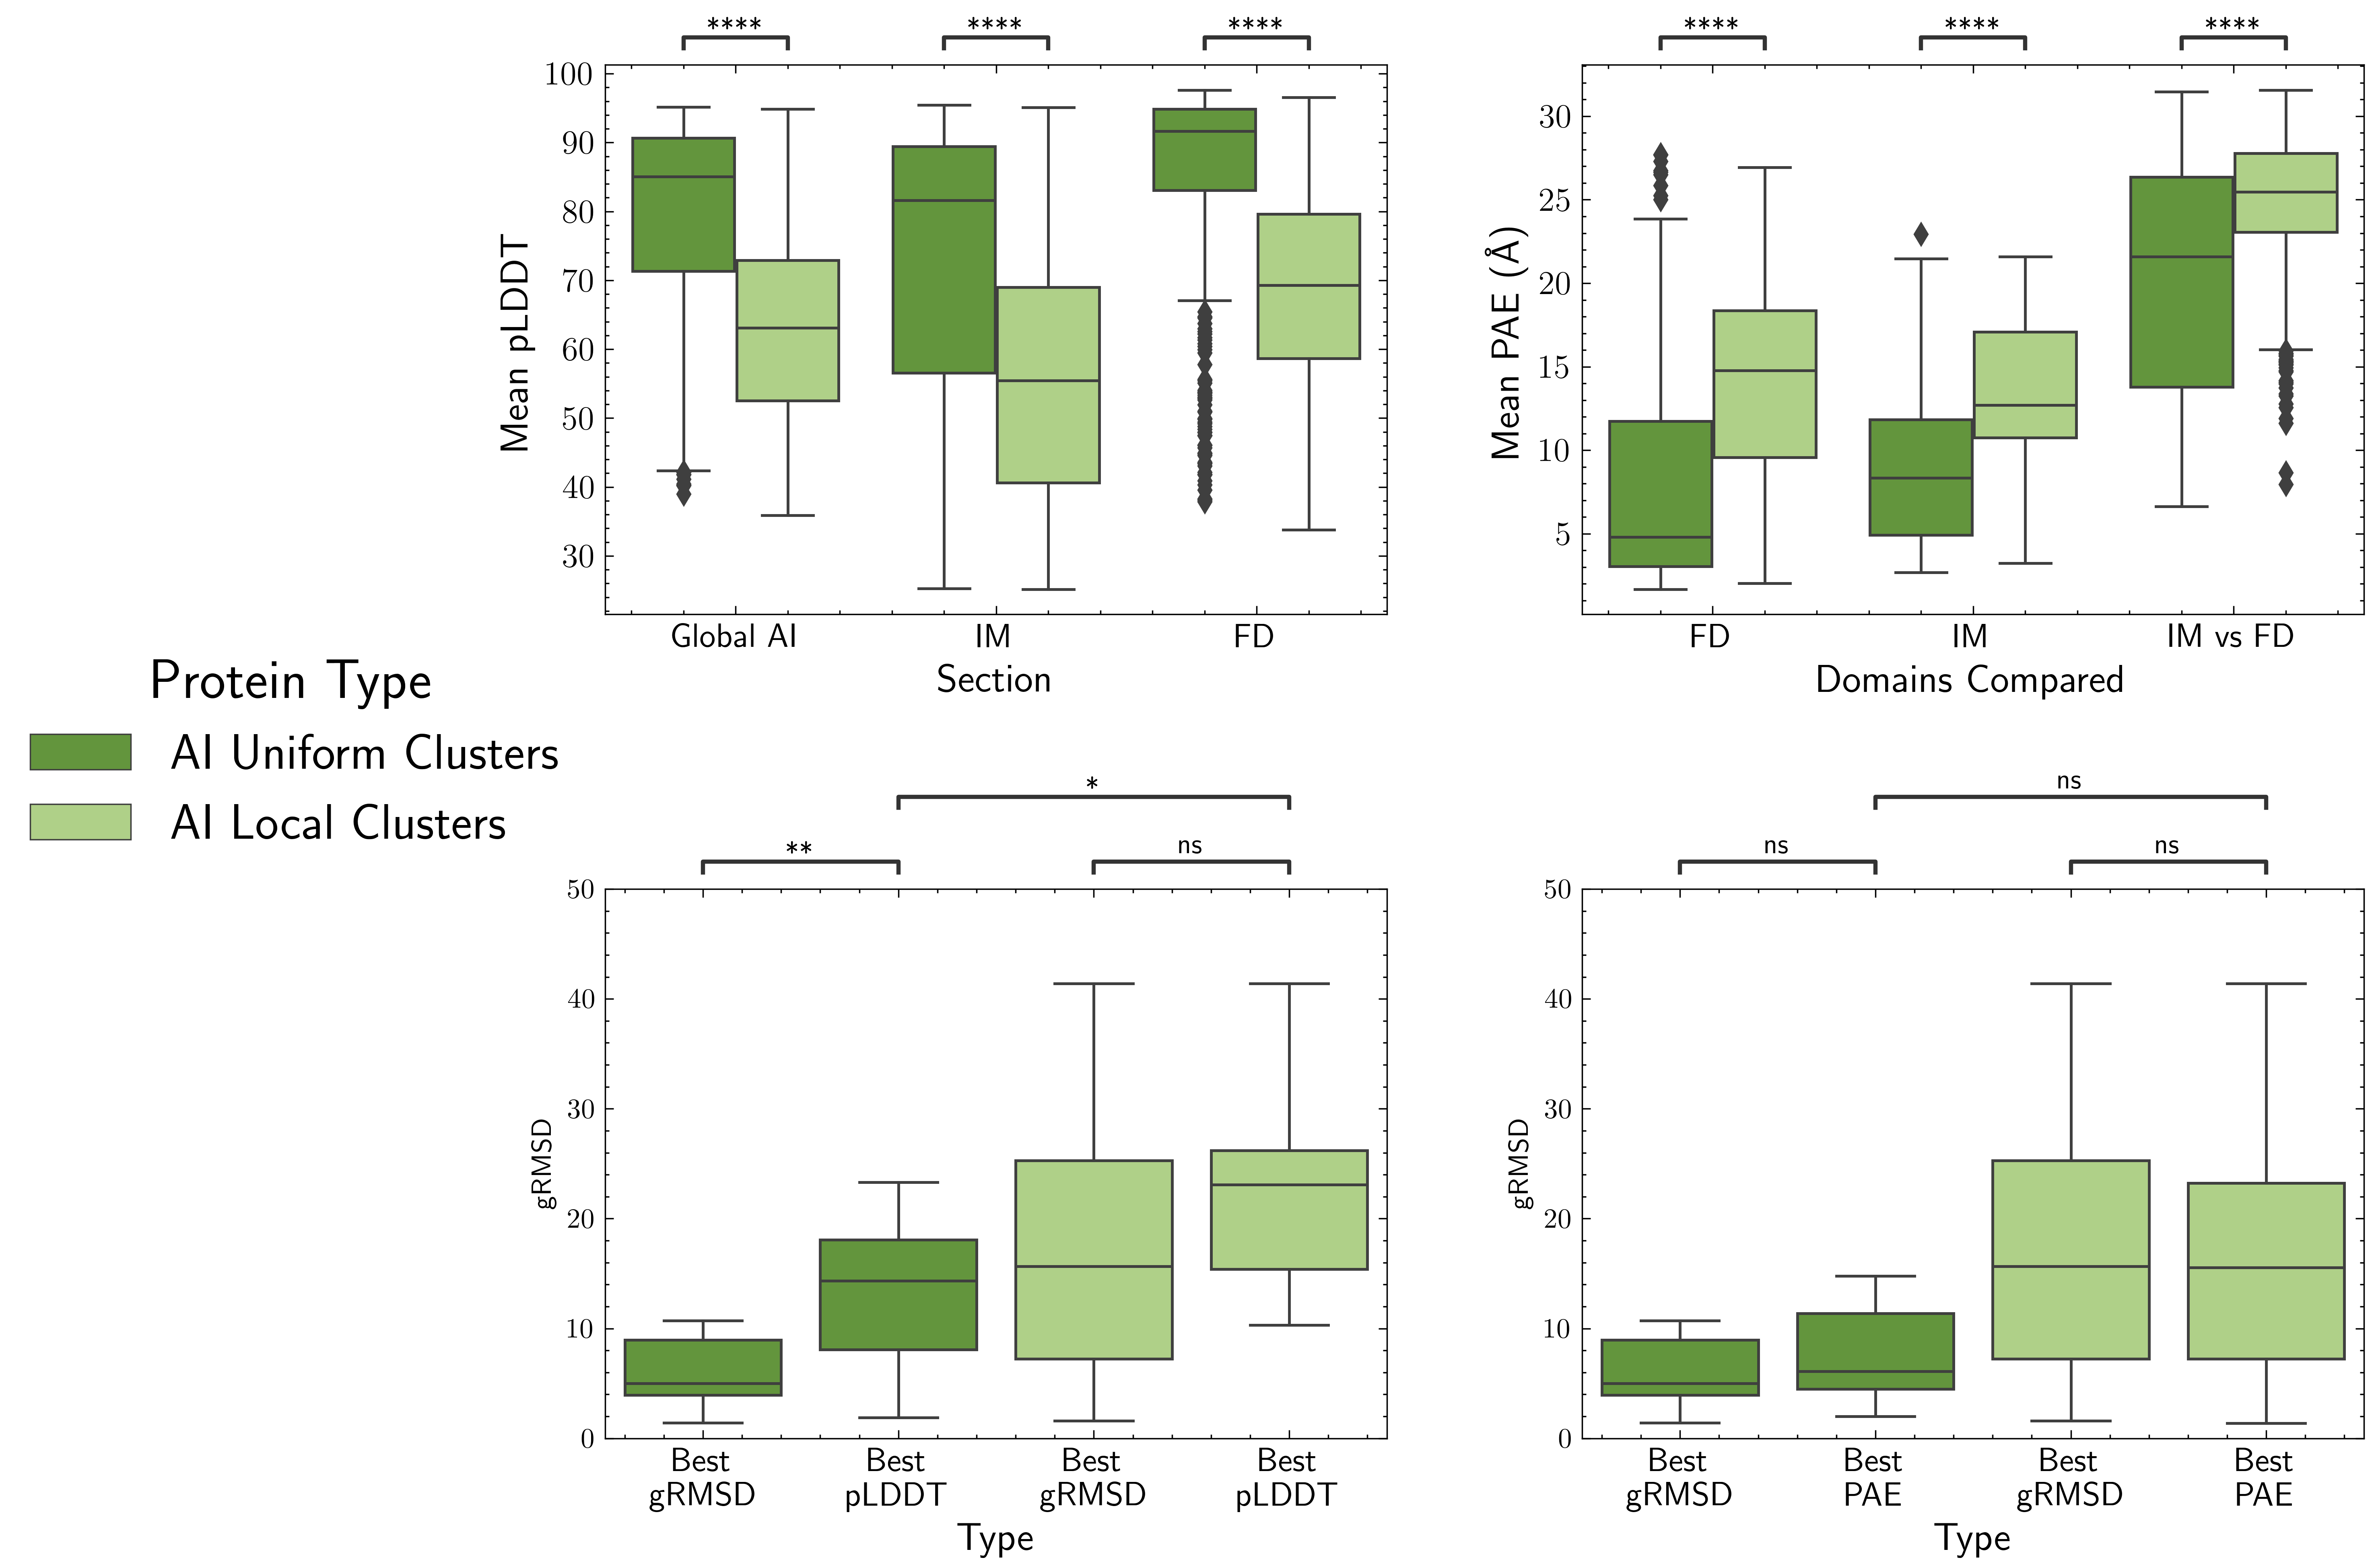 **** **** ****
100
90
80
70
60
50
40
30
Mean pLDDT
Global AI IM FD
Section
**** **** ****
30
25
20
15
10
5
Mean PAE (Å)
FD IM IM vs FD
Domains Compared
Protein Type
AI Uniform Clusters
AI Local Clusters
*
** ns
50
40
30
20
10
0
gRMSD
Best Best Best Best
gRMSD pLDDT gRMSD pLDDT
Type
ns
ns ns
50
40
30
20
10
0
gRMSD
Best Best Best Best
gRMSD PAE gRMSD PAE
Type